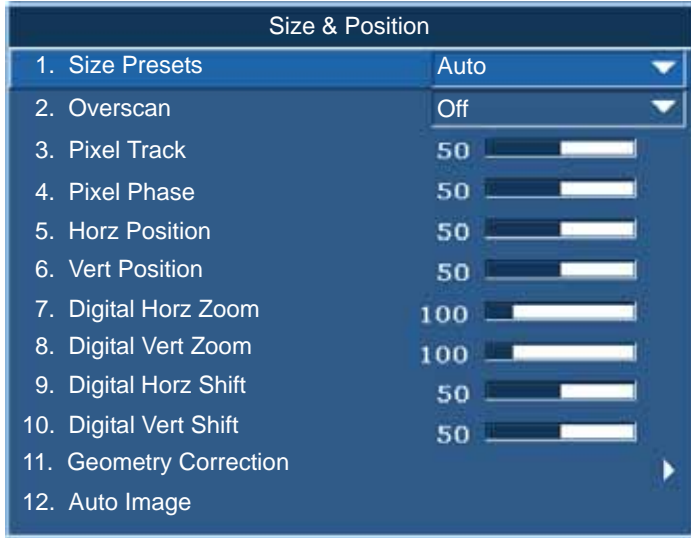 Size & Position
1. Size Presets Auto
2. Overscan Off
3. Pixel Track 50
4. Pixel Phase 50
5. Horz Position 50
6. Vert Position 50
7. Digital Horz Zoom 100
8. Digital Vert Zoom 100
9. Digital Horz Shift 50
10. Digital Vert Shift 50
11. Geometry Correction
12. Auto Image